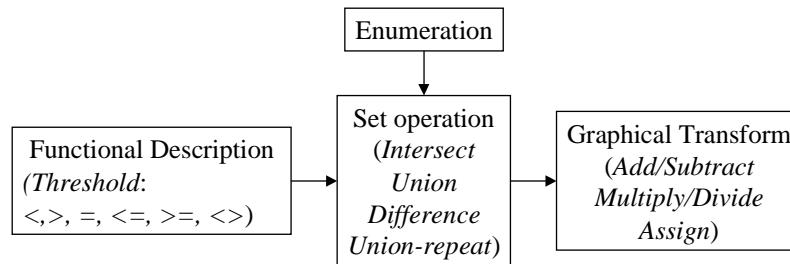 Enumeration
Functional Description
(Threshold:
<,>, =, <=, >=, <>)
Set operation
(Intersect
Union
Difference
Union-repeat)
Graphical Transform
(Add/Subtract
Multiply/Divide
Assign)